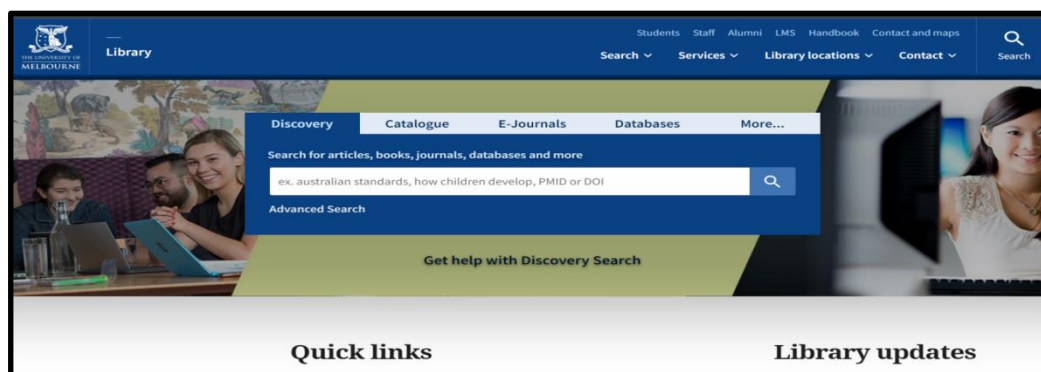 Students Staff Alumni LMS Handbook Contact and maps
THE UNIVERSITY OF
MELBOURNE
Library
Search Services Library locations Contact
Search
Discovery Catalogue E-Journals Databases More...
Search for articles, books, journals, databases and more
ex. australian standards, how children develop, PMID or DOI
Advanced Search
Get help with Discovery Search
Quick links
Library updates